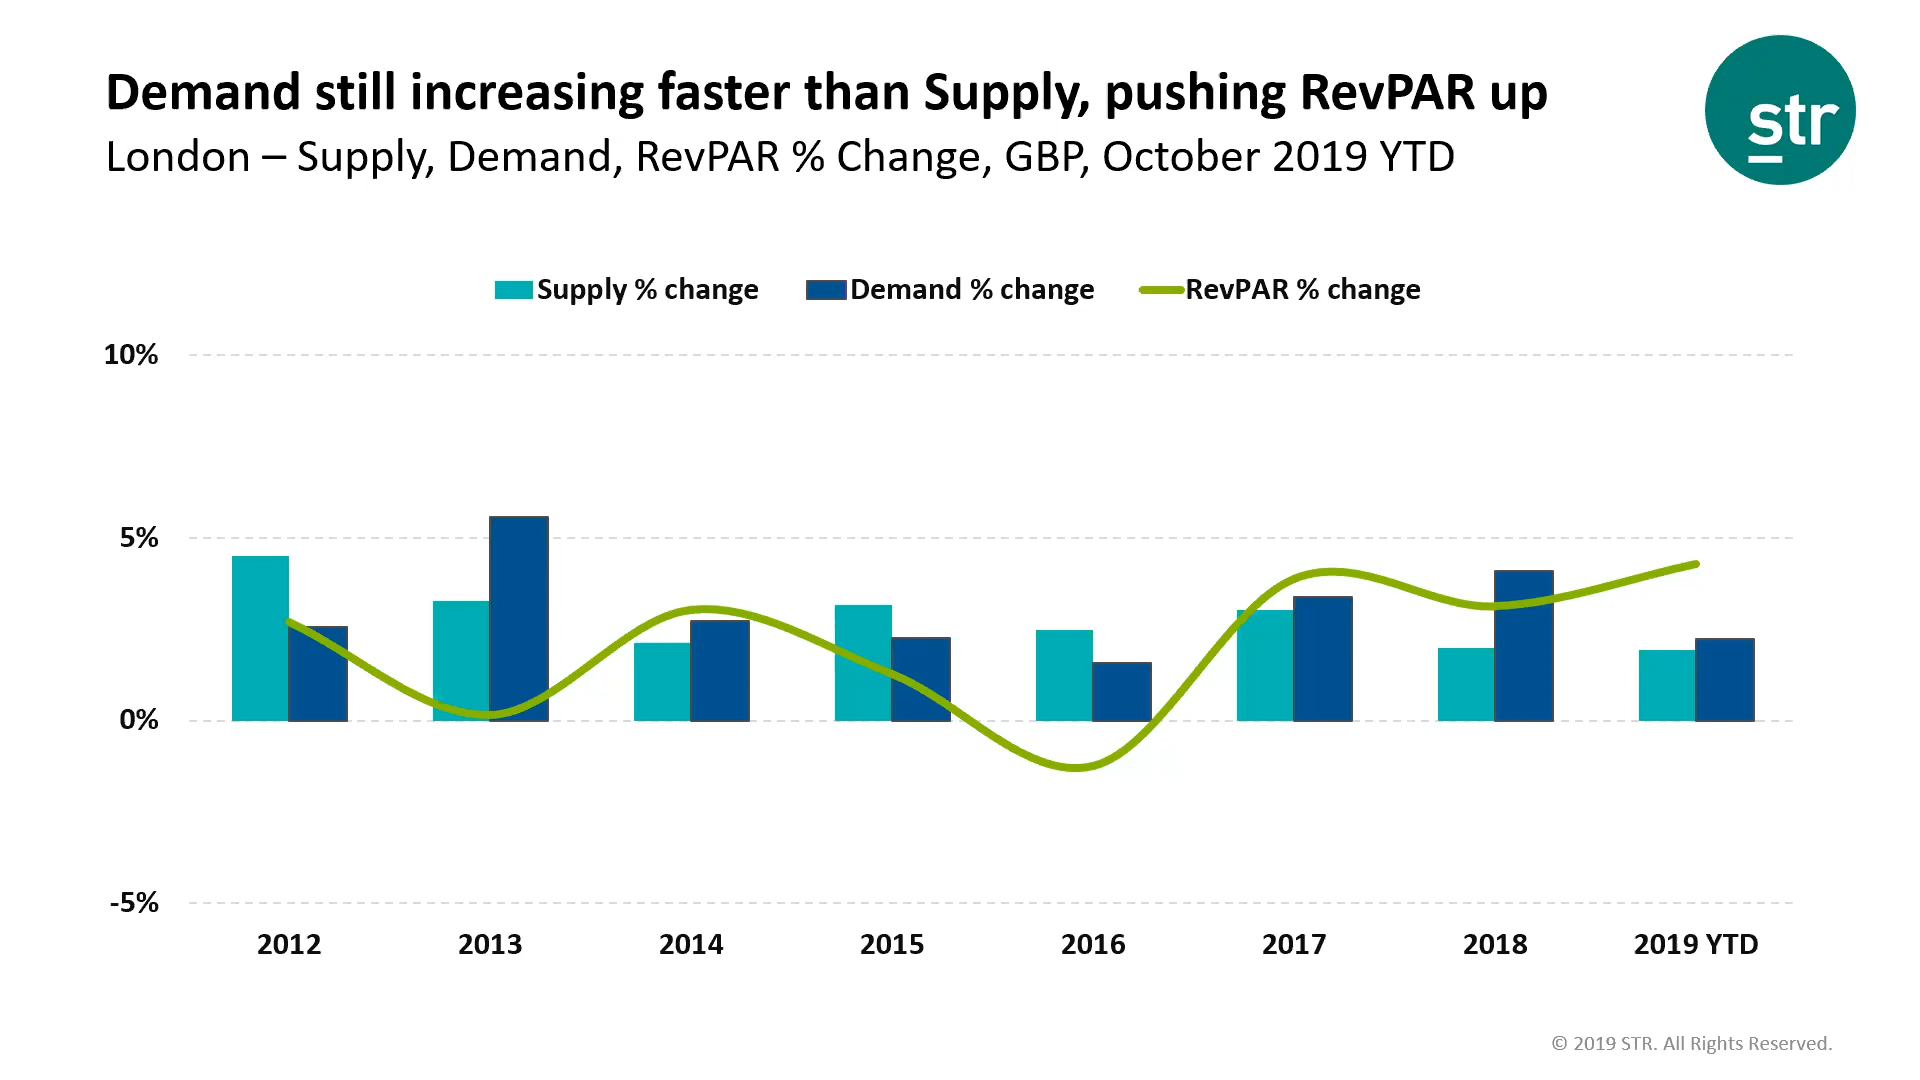 Demand still increasing faster than Supply, pushing RevPAR up
London – Supply, Demand, RevPAR % Change, GBP, October 2019 YTD
str
Supply % change
Demand % change
RevPAR % change
10%
5%
0%
-5%
2012
2013
2014
2015
2016
2017
2018
2019 YTD
© 2019 STR. All Rights Reserved.